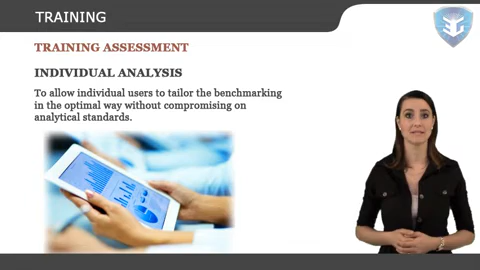 TRAINING
TRAINING ASSESSMENT
INDIVIDUAL ANALYSIS
To allow individual users to tailor the benchmarking
in the optimal way without compromising on
analytical standards.